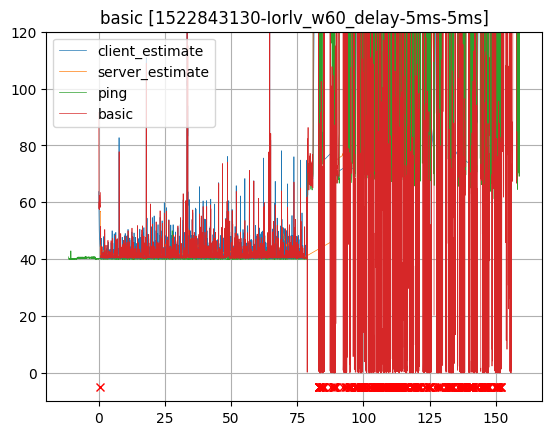 basic [1522843130-Iorlv_w60_delay-5ms-5ms]
120
100
80
60
40
20
0
client_estimate
server_estimate
ping
basic
0 25 50 75 100 125 150